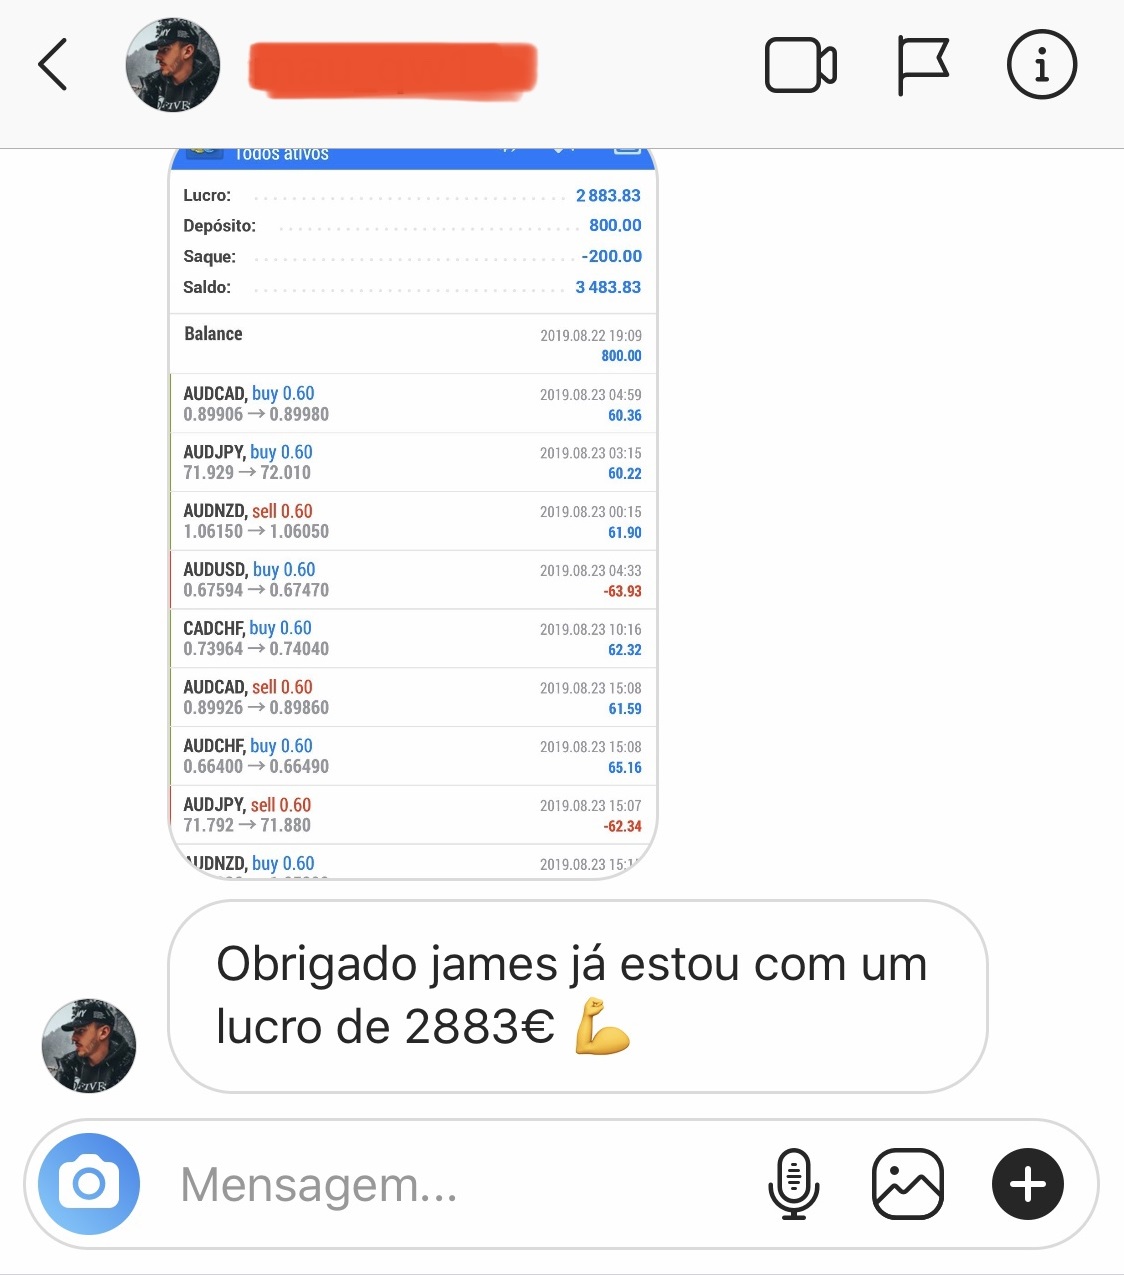 Todos ativos
Lucro: 2 883.83
Depósito: 800.00
Saque: -200.00
Saldo: 3 483.83
Balance 2019.08.22 19:09
800.00
AUDCAD, buy 0.60 2019.08.23 04:59
0.89906 → 0.89980 60.36
AUDJPY, buy 0.60 2019.08.23 03:15
71.929 → 72.010 60.22
AUDNZD, sell 0.60 2019.08.23 00:15
1.06150 → 1.06050 61.90
AUDUSD, buy 0.60 2019.08.23 04:33
0.67594 → 0.67470 -63.93
CADCHF, buy 0.60 2019.08.23 10:16
0.73964 → 0.74040 62.32
AUDCAD, sell 0.60 2019.08.23 15:08
0.89926 → 0.89860 61.59
AUDCHF, buy 0.60 2019.08.23 15:08
0.66400 → 0.66490 65.16
AUDJPY, sell 0.60 2019.08.23 15:07
71.792 → 71.880 -62.34
AUDNZD, buy 0.60 2019.08.23
Obrigado james já estou com um
lucro de 2883€ 💪
Mensagem...